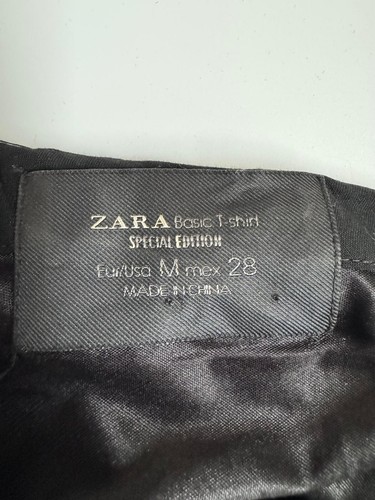 ZARA Basic T-shirt
SPECIAL EDITION
Eur/Usa M mex 28
MADE IN CHINA